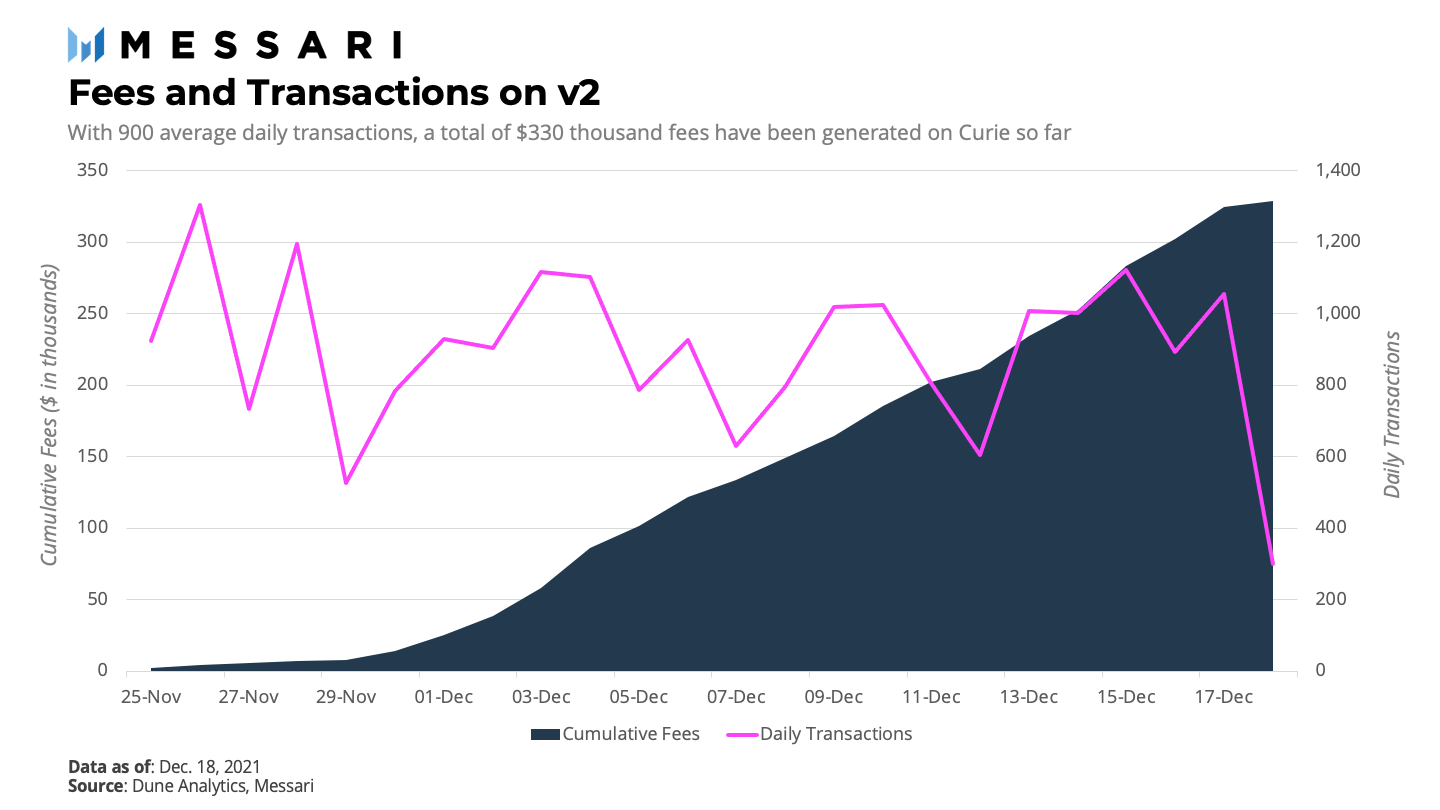 MESSARI
Fees and Transactions on v2
With 900 average daily transactions, a total of $330 thousand fees have been generated on Curie so far
350
300
250
200
150
100
50
0
Cumulative Fees ($ in thousands)
1,400
1,200
1,000
800
600
400
200
0
Daily Transactions
25-Nov 27-Nov 29-Nov 01-Dec 03-Dec 05-Dec 07-Dec 09-Dec 11-Dec 13-Dec 15-Dec 17-Dec
Cumulative Fees Daily Transactions
Data as of: Dec. 18, 2021
Source: Dune Analytics, Messari